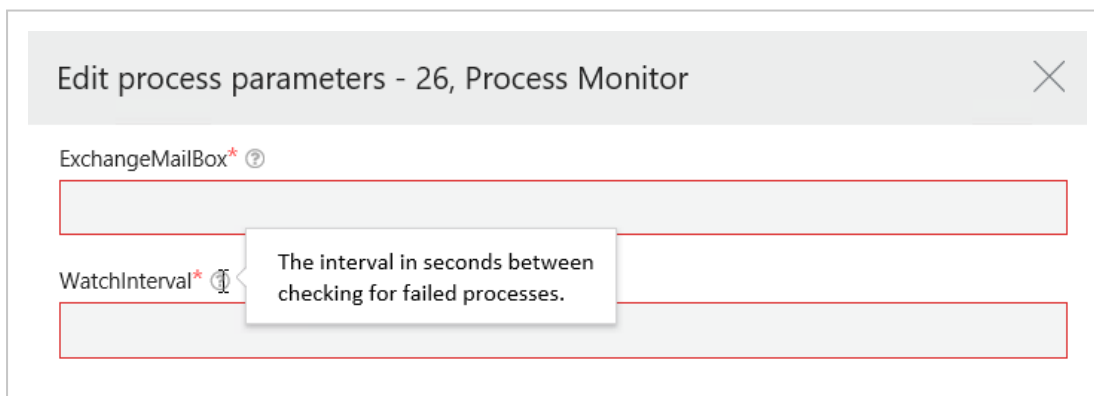 Edit process parameters - 26, Process Monitor
ExchangeMailBox*
WatchInterval*
The interval in seconds between
checking for failed processes.